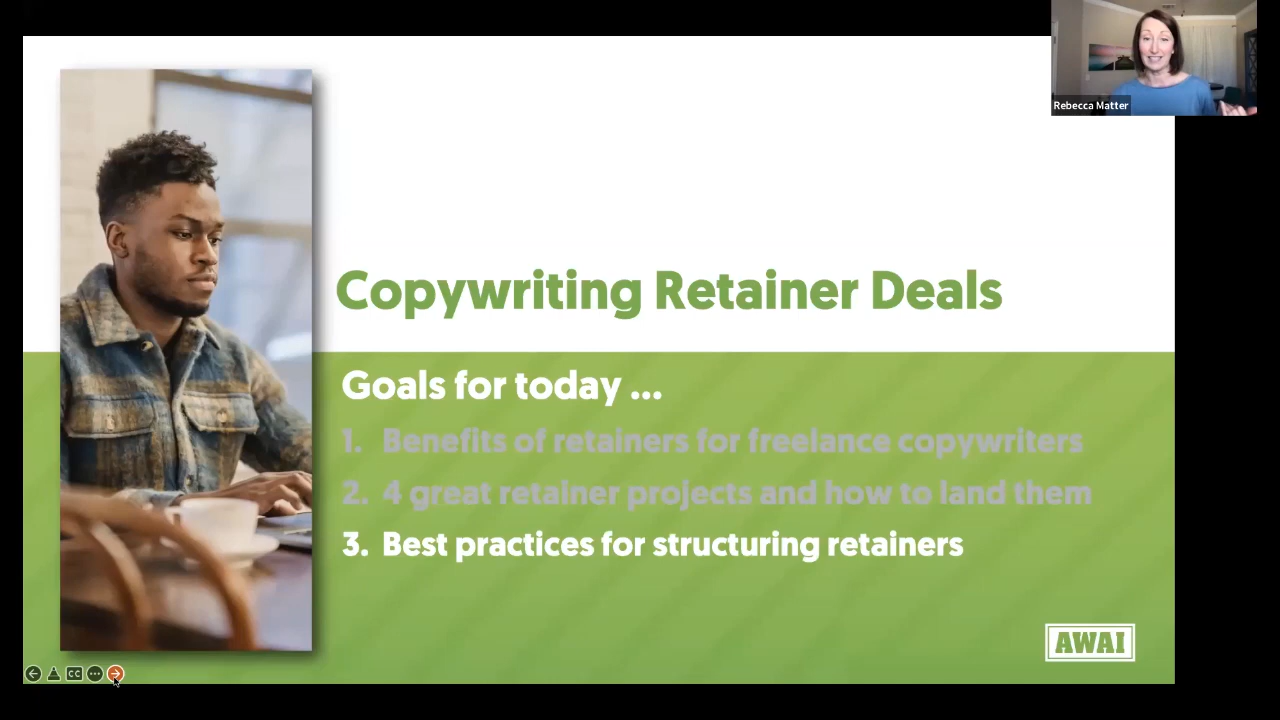 Rebecca Matter
Copywriting Retainer Deals
Goals for today ...
1. Benefits of retainers for freelance copywriters
2. 4 great retainer projects and how to land them
3. Best practices for structuring retainers
AWAI
CC